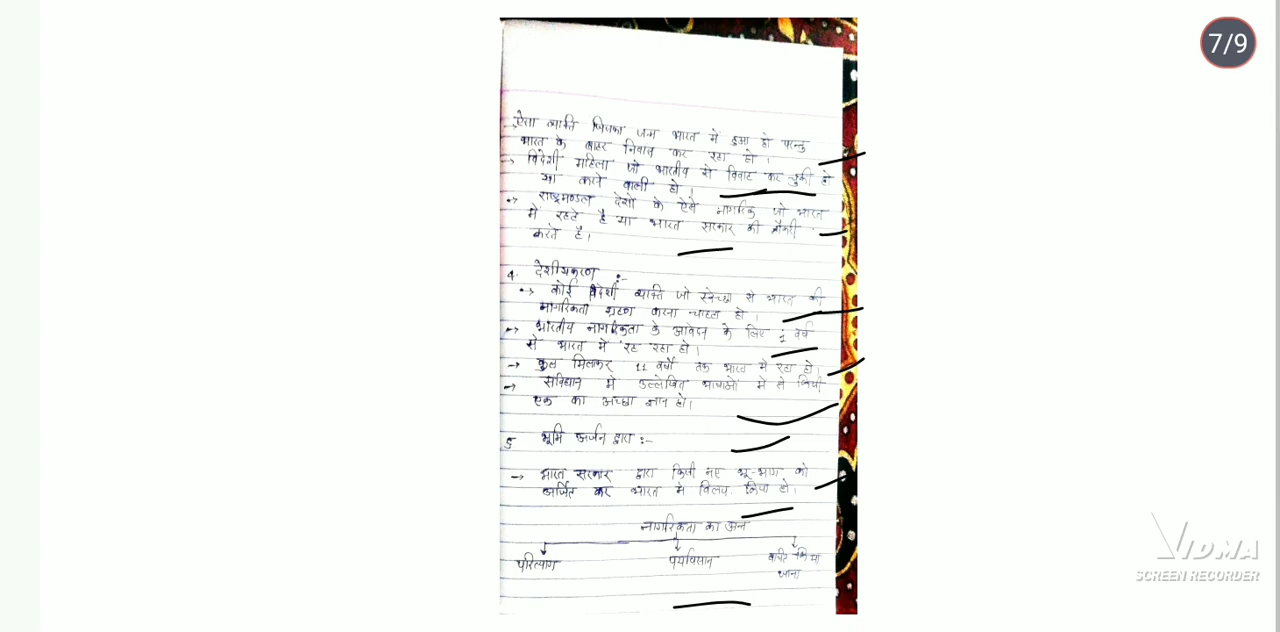 7/9
ऐसा व्यक्ति जिसका जन्म भारत में हुआ हो परन्तु
भारत के बाहर निवास कर रहा हो।
→ विदेशी महिला जो भारतीय से विवाह कर चुकी हो
या करने वाली हो।
→ राष्ट्रमण्डल देशों के ऐसे नागरिक जो भारत
में रहते है या भारत सरकार की नौकरी
करते है।
4. देशीयकरण :-
→ कोई विदेशी व्यक्ति जो स्वेच्छा से भारत की
नागरिकता ग्रहण करना चाहता हो।
→ भारतीय नागरिकता के आवेदन के लिए 1 वर्ष
से भारत में रह रहा हो।
→ कुल मिलाकर 11 वर्षो तक भारत में रहा हो।
→ सविधान में उल्लेखित भाषाओं में से किसी
एक का अच्छा ज्ञान हो।
5 भूमि अर्जन द्वारा :-
→ भारत सरकार द्वारा किसी नए भू-भाग को
अर्जित कर भारत में विलय किया हो।
नागरिकता का अन्त
परित्याग पर्यावसान वंचित किया
जाना
VIDMA
SCREEN RECORDER